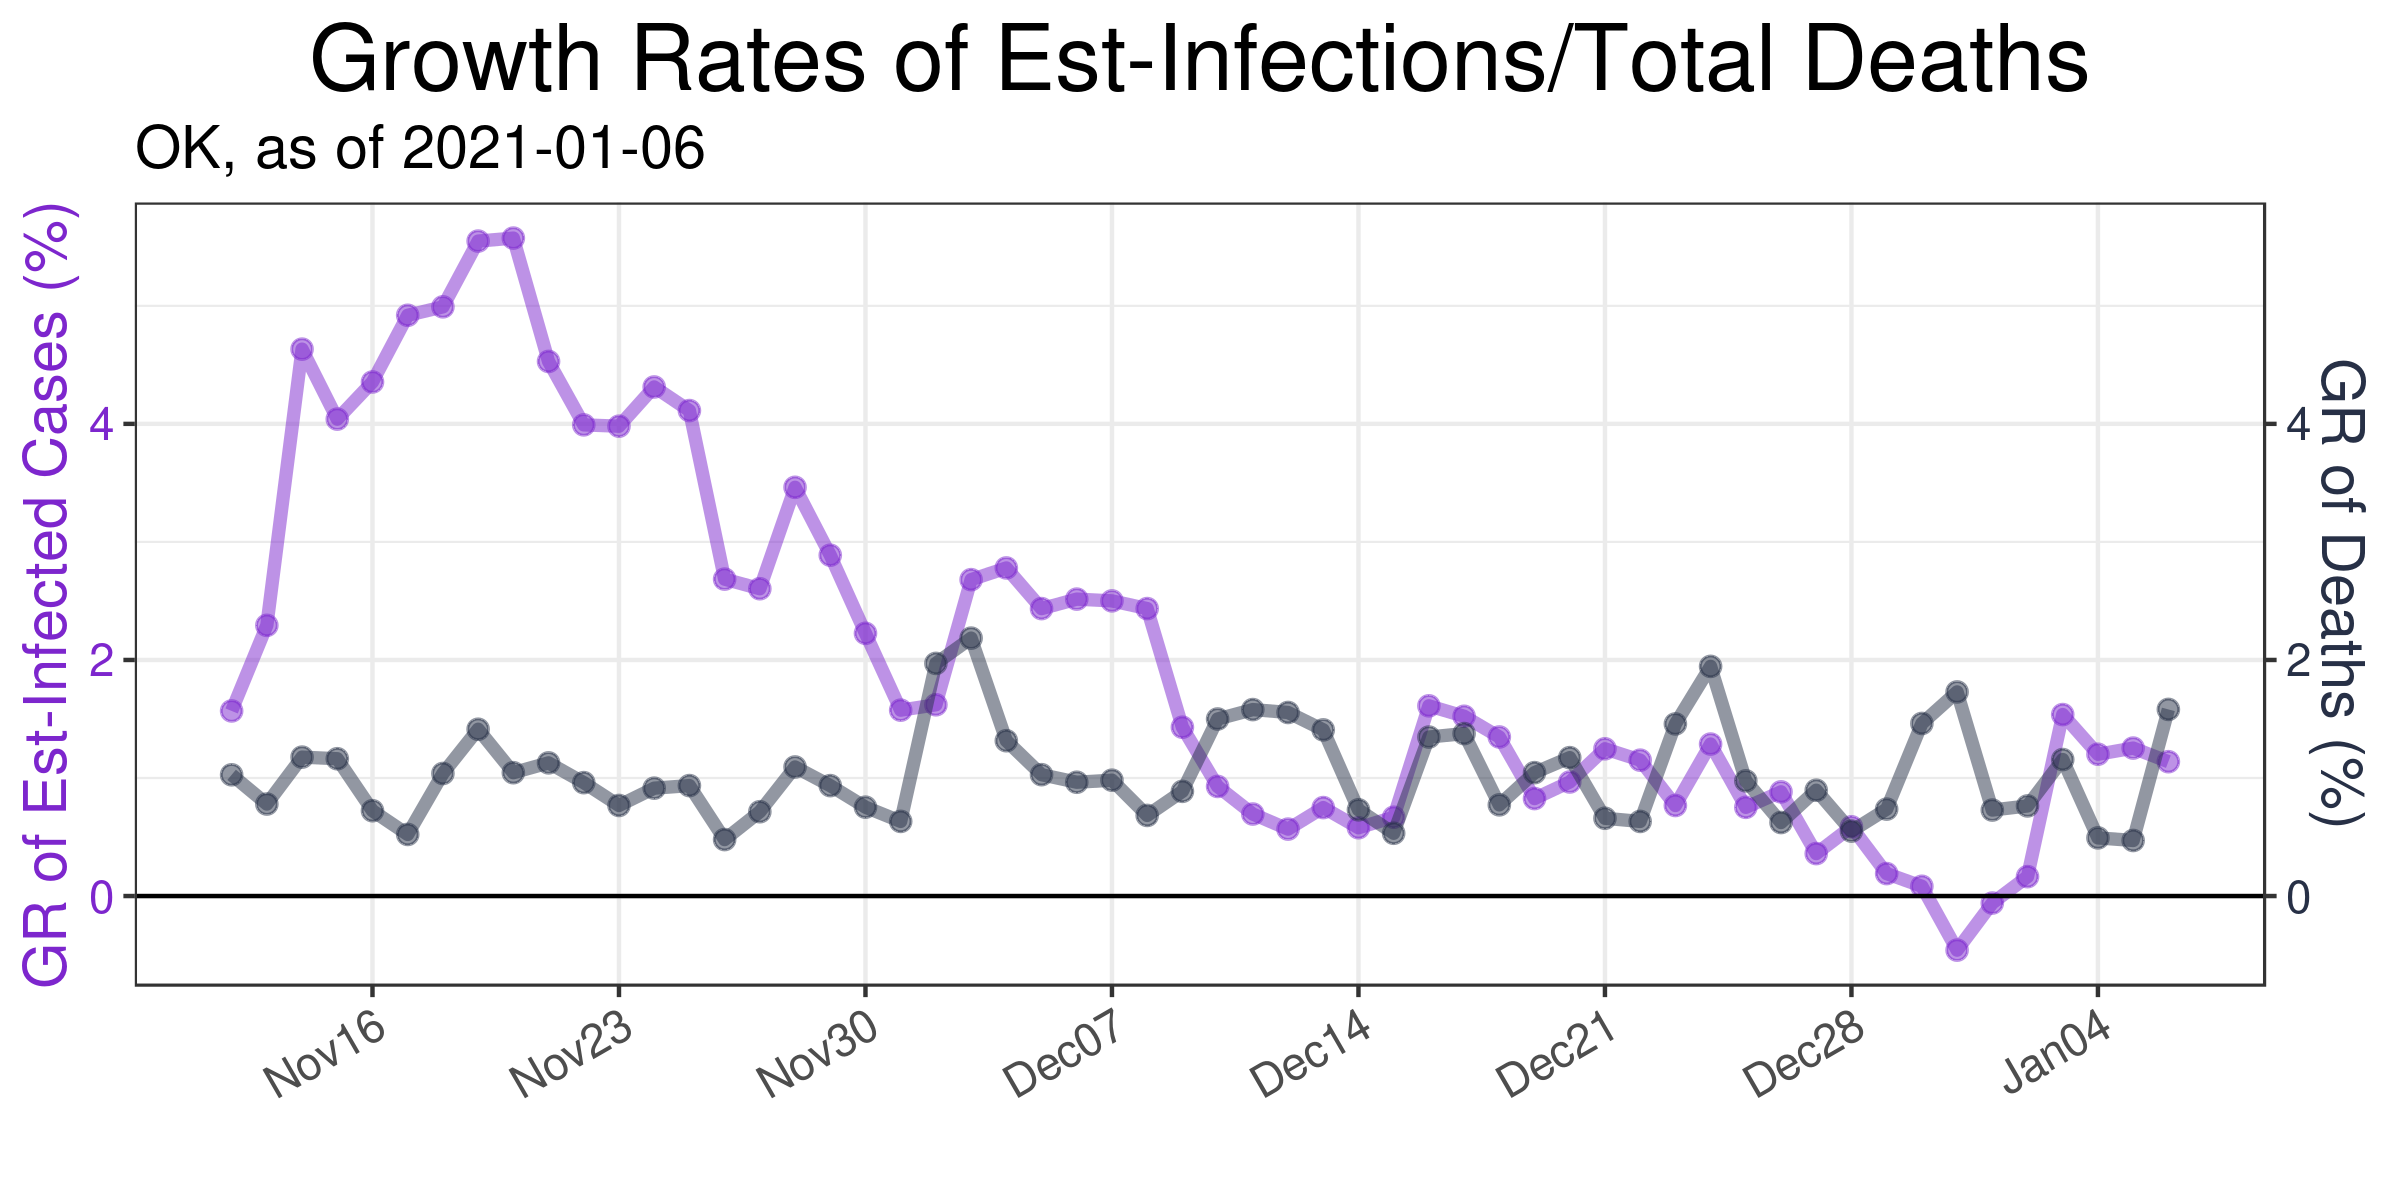 Growth Rates of Est-Infections/Total Deaths
OK, as of 2021-01-06
GR of Est-Infected Cases (%)
4
2
0
4
2
0
GR of Deaths (%)
Nov16
Nov23
Nov30
Dec07
Dec14
Dec21
Dec28
Jan04